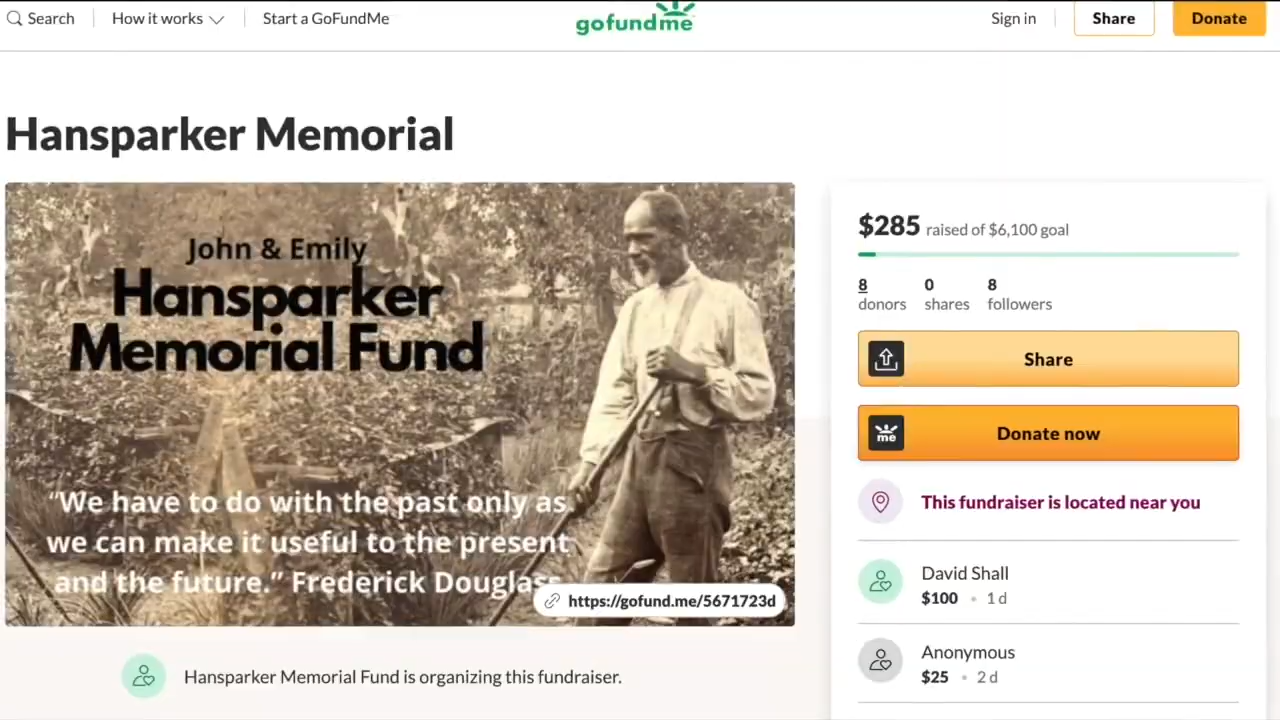 Search
How it works
Start a GoFundMe
gofundme
Sign in
Share
Donate
Hansparker Memorial
John & Emily
Hansparker
Memorial Fund
“We have to do with the past only as
we can make it useful to the present
and the future.” Frederick Douglass
https://gofund.me/5671723d
Hansparker Memorial Fund is organizing this fundraiser.
$285 raised of $6,100 goal
8 0 8
donors shares followers
Share
me Donate now
This fundraiser is located near you
David Shall
$100 • 1 d
Anonymous
$25 • 2 d